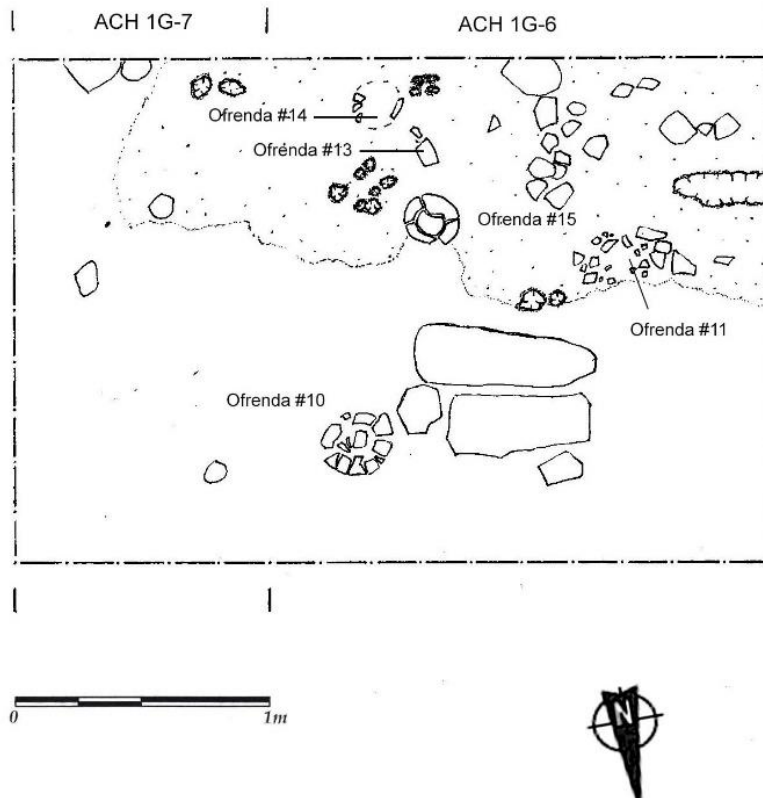 ACH 1G-7
ACH 1G-6
Ofrenda #14
Ofrenda #13
Ofrenda #15
Ofrenda #11
Ofrenda #10
0
1m
N